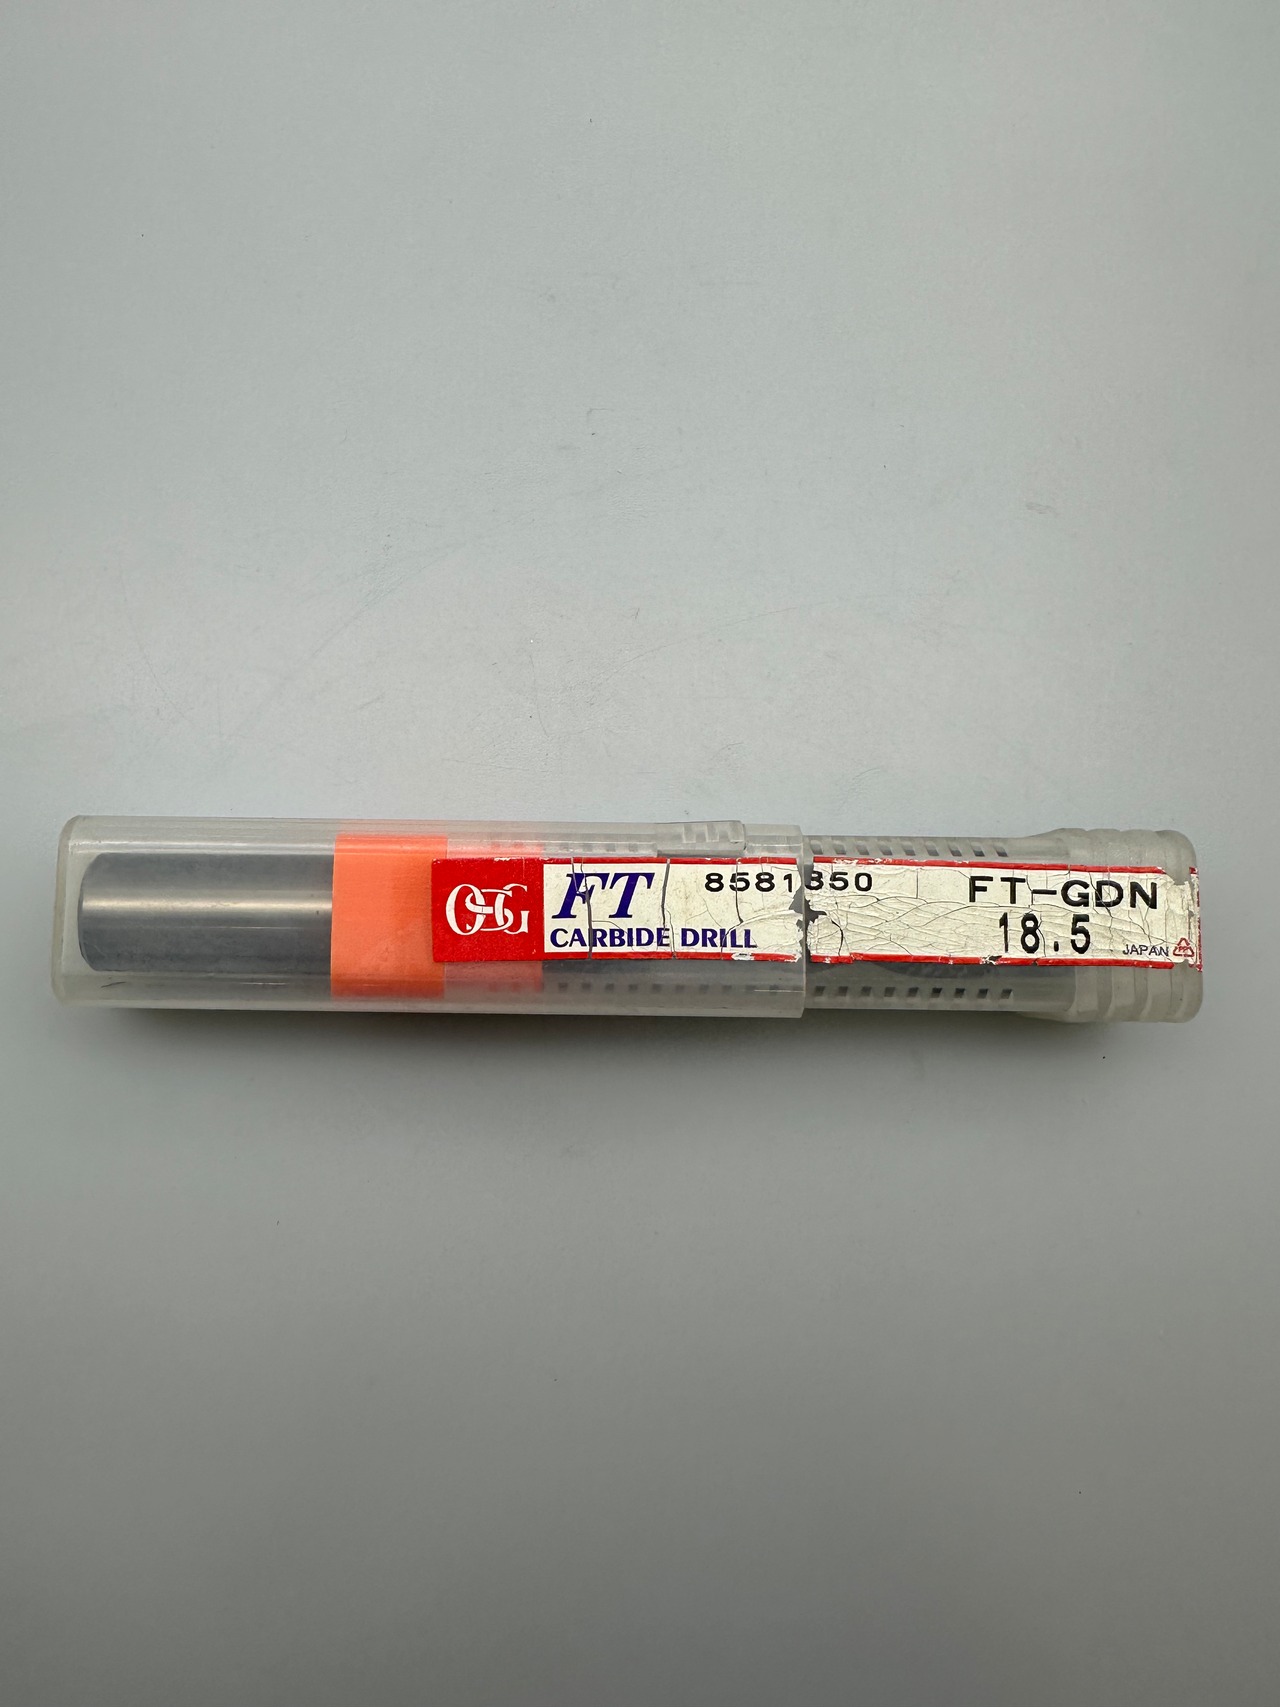 OSG
FT
CARBIDE DRILL
8581850
FT-GDN
18.5
JAPAN